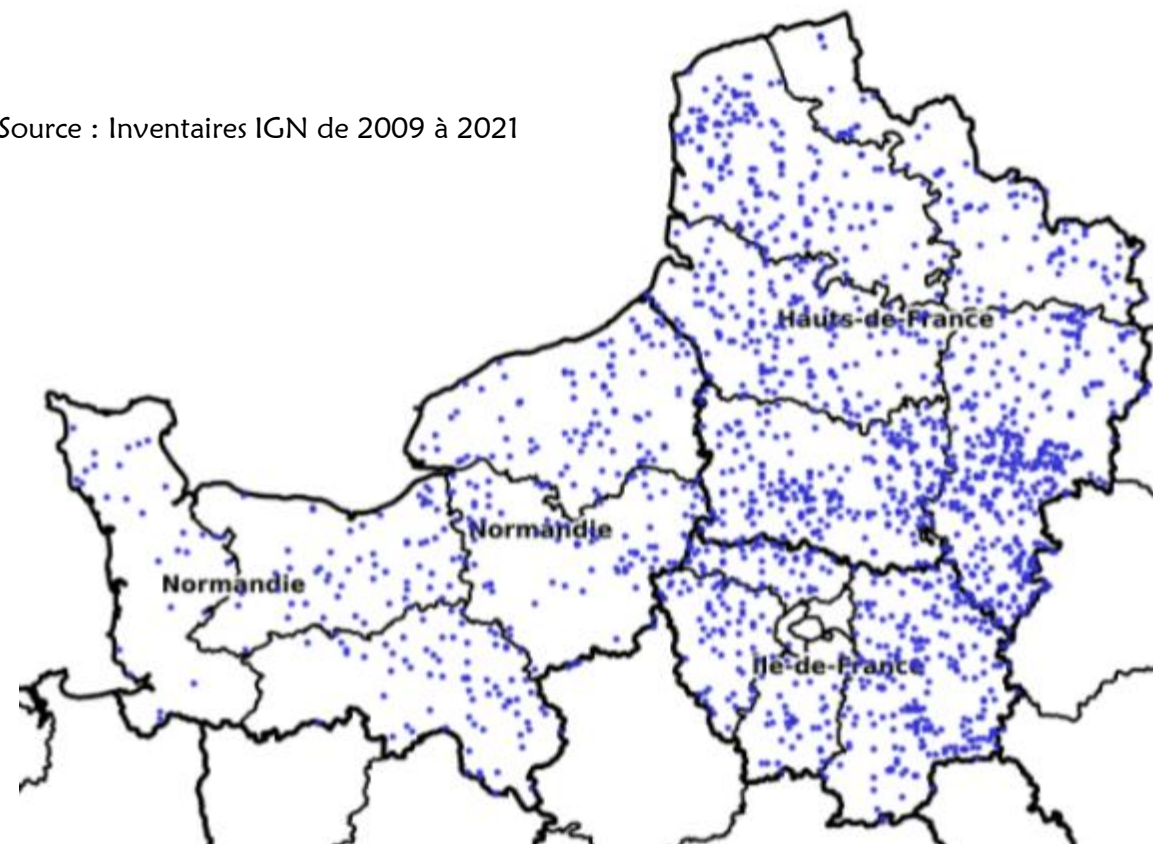 Source : Inventaires IGN de 2009 à 2021
Hauts-de-France
Normandie
Normandie
Île-de-France